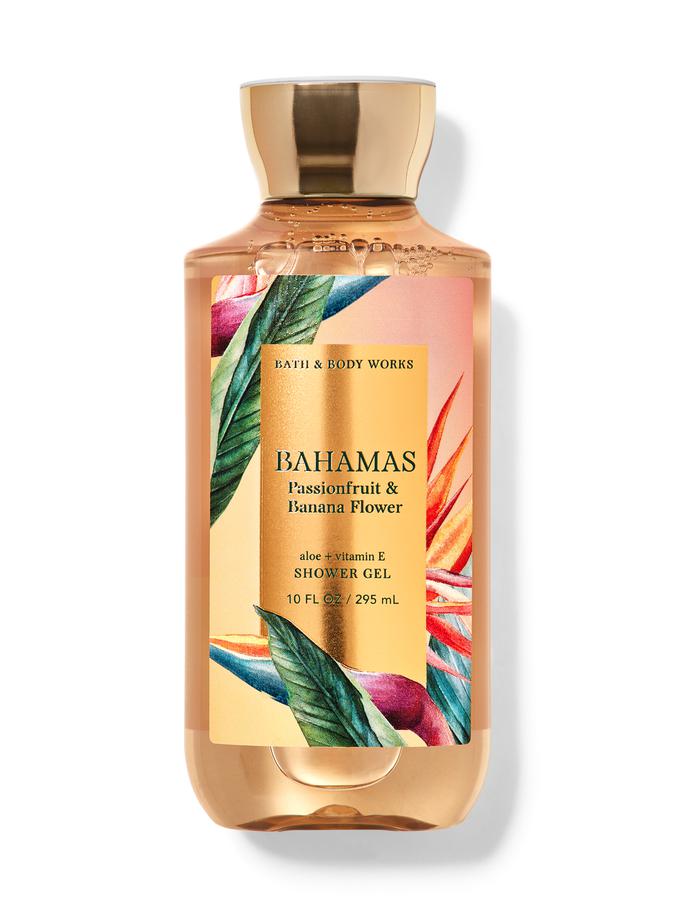 BATH & BODY WORKS
BAHAMAS
Passionfruit &
Banana Flower
aloe + vitamin E
SHOWER GEL
10 FL OZ / 295 mL